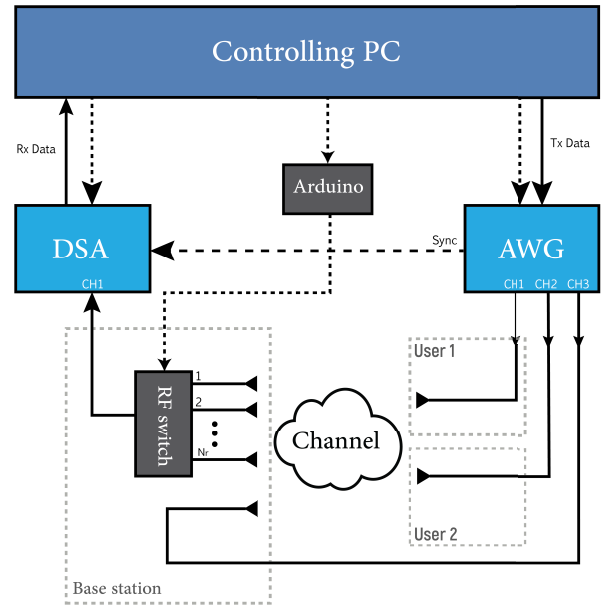 Controlling PC
Rx Data
Tx Data
Arduino
DSA
CH1
Sync
AWG
CH1 CH2 CH3
User 1
RF switch
1
2
Nr
Channel
User 2
Base station